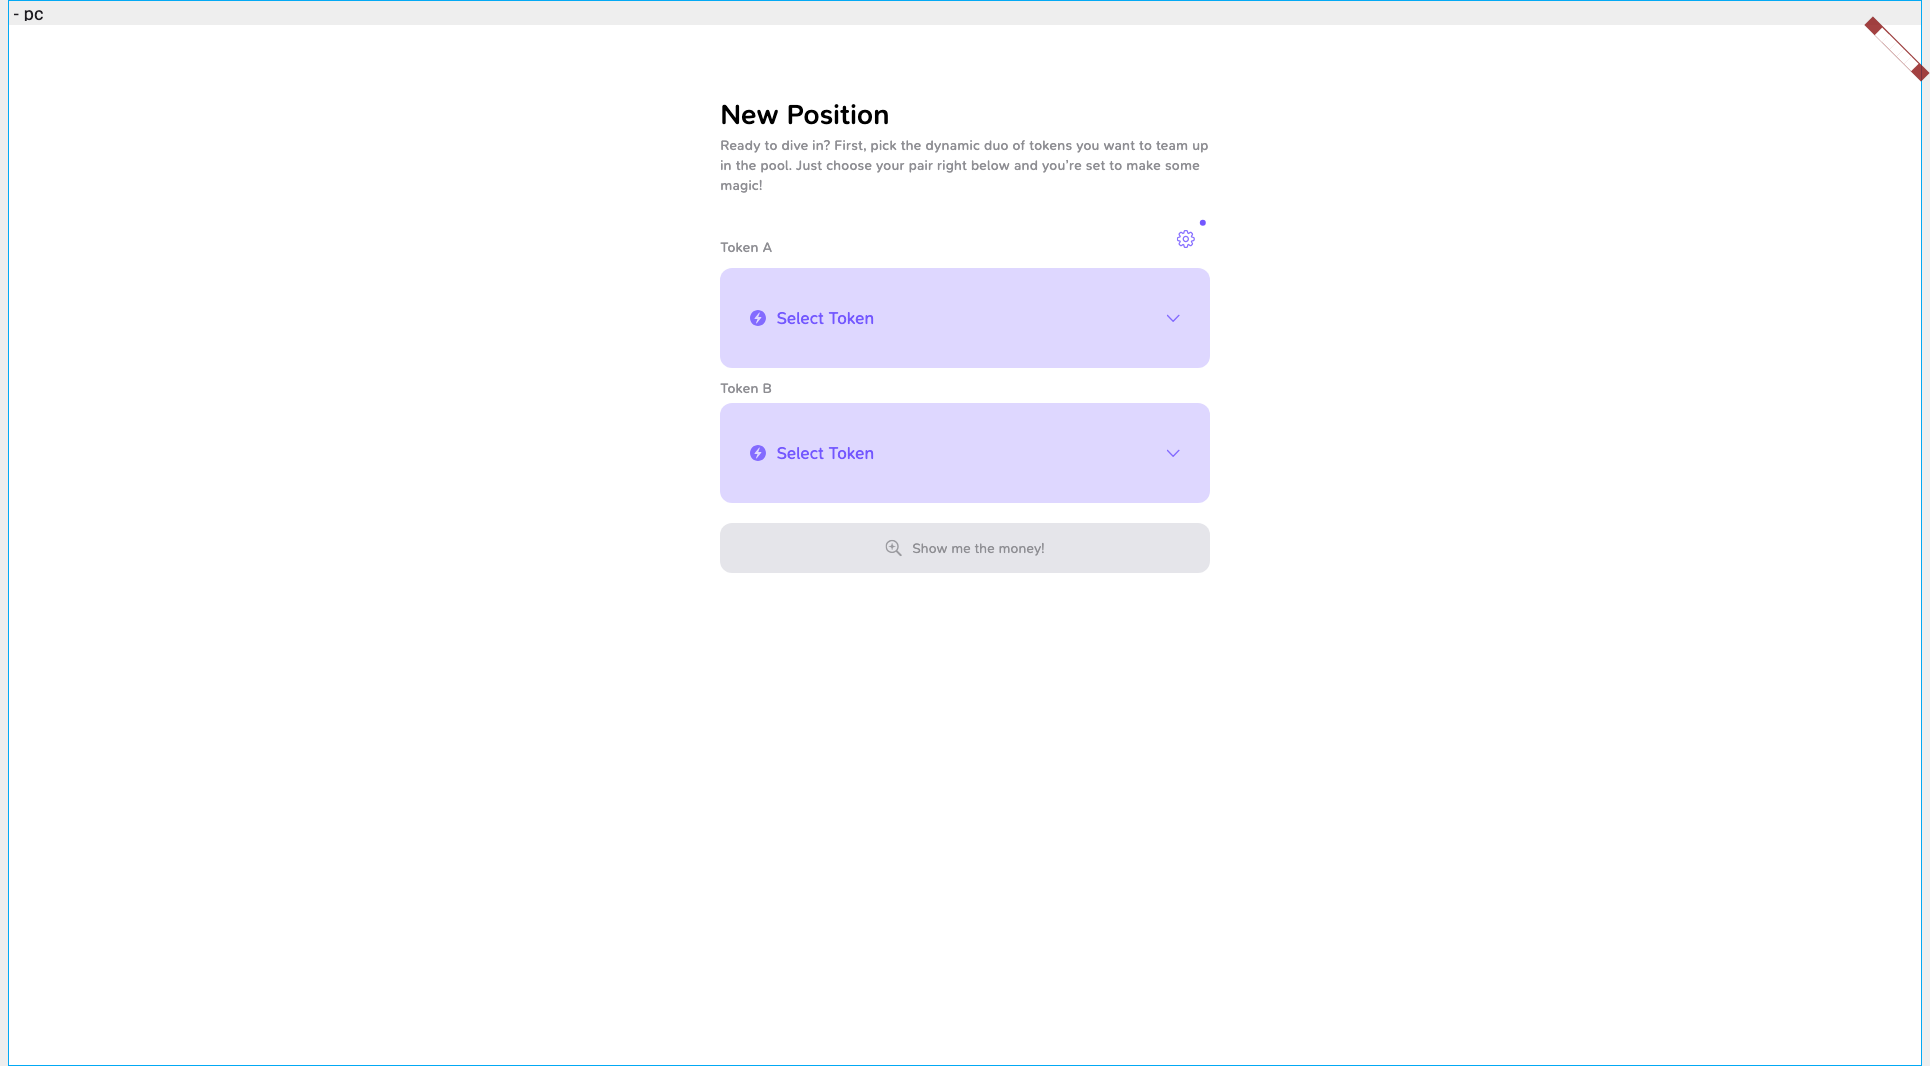 - pc
New Position
Ready to dive in? First, pick the dynamic duo of tokens you want to team up
in the pool. Just choose your pair right below and you're set to make some
magic!
Token A
Select Token
Token B
Select Token
Show me the money!